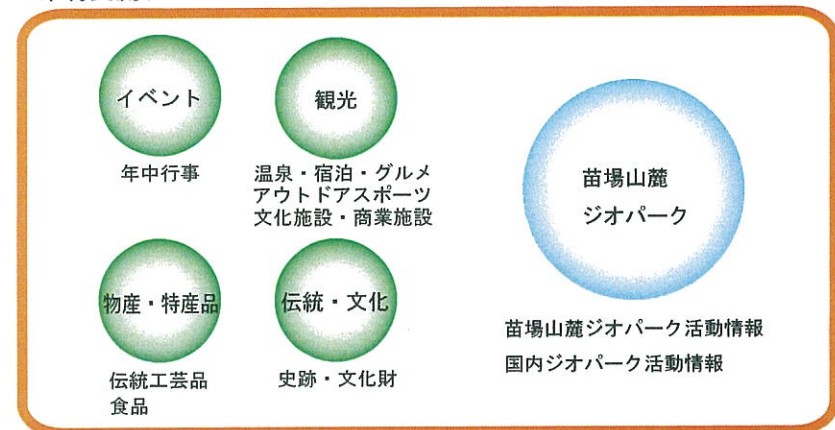 イベント
年中行事
観光
温泉・宿泊・グルメ
アウトドアスポーツ
文化施設・商業施設
物産・特産品
伝統工芸品
食品
伝統・文化
史跡・文化財
苗場山麓
ジオパーク
苗場山麓ジオパーク活動情報
国内ジオパーク活動情報